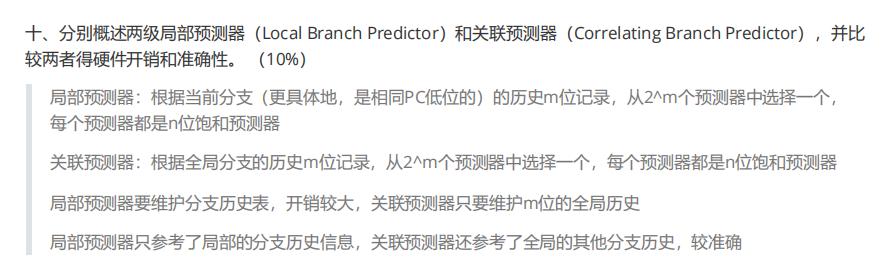 十、分别概述两级局部预测器（Local Branch Predictor）和关联预测器（Correlating Branch Predictor），并比
较两者得硬件开销和准确性。 （10%）
局部预测器：根据当前分支（更具体地，是相同PC低位的）的历史m位记录，从2^m个预测器中选择一个，
每个预测器都是n位饱和预测器
关联预测器：根据全局分支的历史m位记录，从2^m个预测器中选择一个，每个预测器都是n位饱和预测器
局部预测器要维护分支历史表，开销较大，关联预测器只要维护m位的全局历史
局部预测器只参考了局部的分支历史信息，关联预测器还参考了全局的其他分支历史，较准确